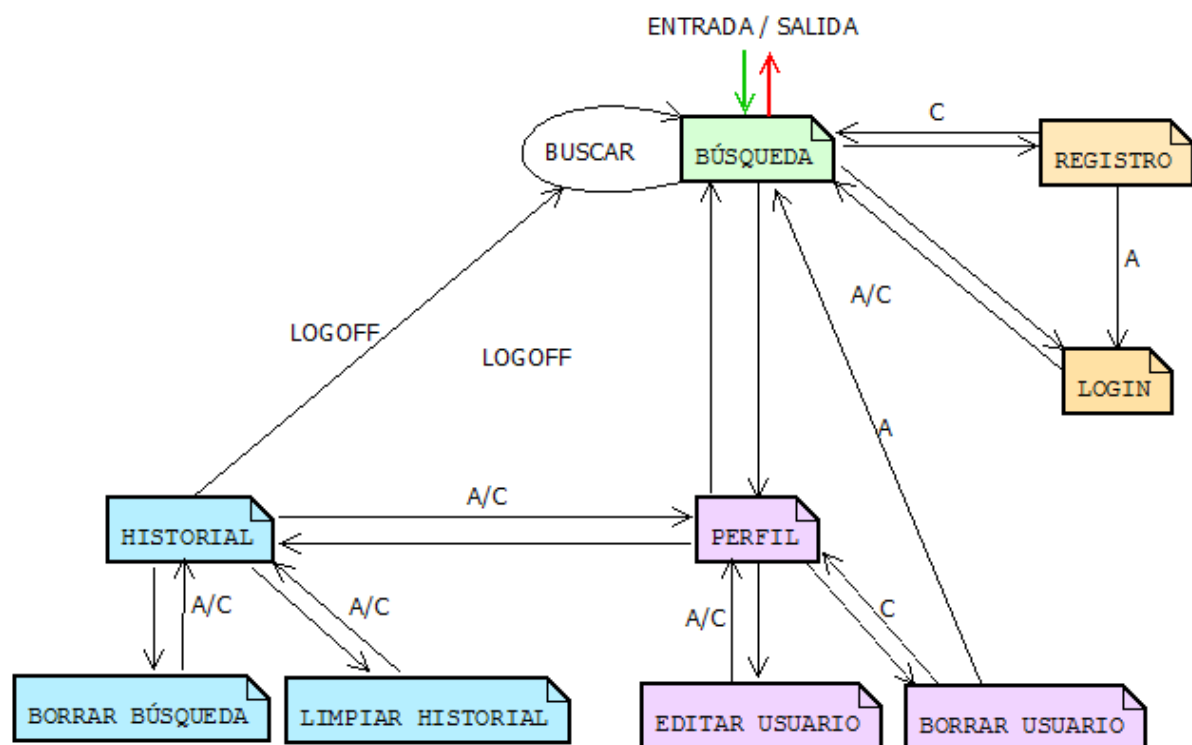 ENTRADA / SALIDA
C
BUSCAR
BÚSQUEDA
REGISTRO
A
A/C
LOGOFF
LOGOFF
LOGIN
A
A/C
HISTORIAL
PERFIL
A/C
A/C
A/C
C
BORRAR BÚSQUEDA
LIMPIAR HISTORIAL
EDITAR USUARIO
BORRAR USUARIO